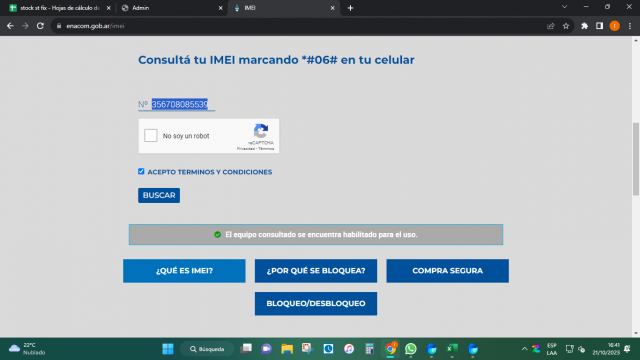 stock st fix - Hojas de cálculo de
Admin
IMEI
enacom.gob.ar/imei
Consultá tu IMEI marcando *#06# en tu celular
Nº 356708085539
No soy un robot
reCAPTCHA
Privacidad - Términos
ACEPTO TERMINOS Y CONDICIONES
BUSCAR
El equipo consultado se encuentra habilitado para el uso.
¿QUÉ ES IMEI?
¿POR QUÉ SE BLOQUEA?
COMPRA SEGURA
BLOQUEO/DESBLOQUEO
22°C
Nublado
Búsqueda
ESP
LAA
16:41
21/10/2023